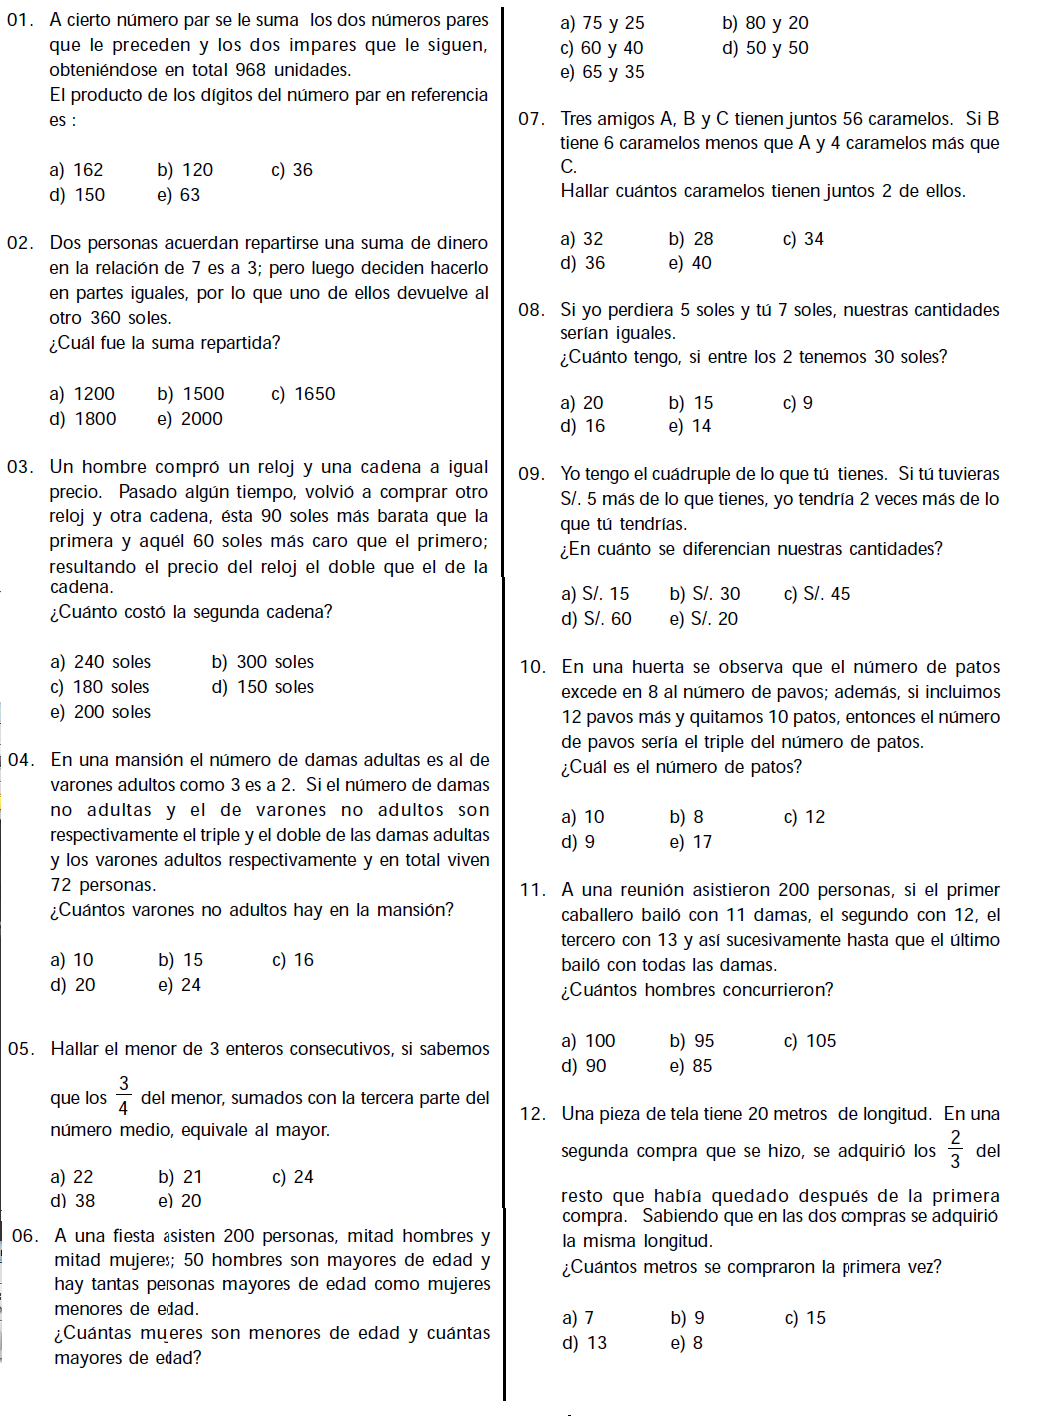 01. A cierto número par se le suma los dos números pares
que le preceden y los dos impares que le siguen,
obteniéndose en total 968 unidades.
El producto de los dígitos del número par en referencia
es :
a) 162 b) 120 c) 36
d) 150 e) 63
02. Dos personas acuerdan repartirse una suma de dinero
en la relación de 7 es a 3; pero luego deciden hacerlo
en partes iguales, por lo que uno de ellos devuelve al
otro 360 soles.
¿Cuál fue la suma repartida?
a) 1200 b) 1500 c) 1650
d) 1800 e) 2000
03. Un hombre compró un reloj y una cadena a igual
precio. Pasado algún tiempo, volvió a comprar otro
reloj y otra cadena, ésta 90 soles más barata que la
primera y aquél 60 soles más caro que el primero;
resultando el precio del reloj el doble que el de la
cadena.
¿Cuánto costó la segunda cadena?
a) 240 soles b) 300 soles
c) 180 soles d) 150 soles
e) 200 soles
04. En una mansión el número de damas adultas es al de
varones adultos como 3 es a 2. Si el número de damas
no adultas y el de varones no adultos son
respectivamente el triple y el doble de las damas adultas
y los varones adultos respectivamente y en total viven
72 personas.
¿Cuántos varones no adultos hay en la mansión?
a) 10 b) 15 c) 16
d) 20 e) 24
05. Hallar el menor de 3 enteros consecutivos, si sabemos
que los 3/4 del menor, sumados con la tercera parte del
número medio, equivale al mayor.
a) 22 b) 21 c) 24
d) 38 e) 20
06. A una fiesta asisten 200 personas, mitad hombres y
mitad mujeres; 50 hombres son mayores de edad y
hay tantas personas mayores de edad como mujeres
menores de edad.
¿Cuántas mujeres son menores de edad y cuántas
mayores de edad?
a) 75 y 25 b) 80 y 20
c) 60 y 40 d) 50 y 50
e) 65 y 35
07. Tres amigos A, B y C tienen juntos 56 caramelos. Si B
tiene 6 caramelos menos que A y 4 caramelos más que
C.
Hallar cuántos caramelos tienen juntos 2 de ellos.
a) 32 b) 28 c) 34
d) 36 e) 40
08. Si yo perdiera 5 soles y tú 7 soles, nuestras cantidades
serían iguales.
¿Cuánto tengo, si entre los 2 tenemos 30 soles?
a) 20 b) 15 c) 9
d) 16 e) 14
09. Yo tengo el cuádruple de lo que tú tienes. Si tú tuvieras
S/. 5 más de lo que tienes, yo tendría 2 veces más de lo
que tú tendrías.
¿En cuánto se diferencian nuestras cantidades?
a) S/. 15 b) S/. 30 c) S/. 45
d) S/. 60 e) S/. 20
10. En una huerta se observa que el número de patos
excede en 8 al número de pavos; además, si incluimos
12 pavos más y quitamos 10 patos, entonces el número
de pavos sería el triple del número de patos.
¿Cuál es el número de patos?
a) 10 b) 8 c) 12
d) 9 e) 17
11. A una reunión asistieron 200 personas, si el primer
caballero bailó con 11 damas, el segundo con 12, el
tercero con 13 y así sucesivamente hasta que el último
bailó con todas las damas.
¿Cuántos hombres concurrieron?
a) 100 b) 95 c) 105
d) 90 e) 85
12. Una pieza de tela tiene 20 metros de longitud. En una
segunda compra que se hizo, se adquirió los 2/3 del
resto que había quedado después de la primera
compra. Sabiendo que en las dos compras se adquirió
la misma longitud.
¿Cuántos metros se compraron la primera vez?
a) 7 b) 9 c) 15
d) 13 e) 8